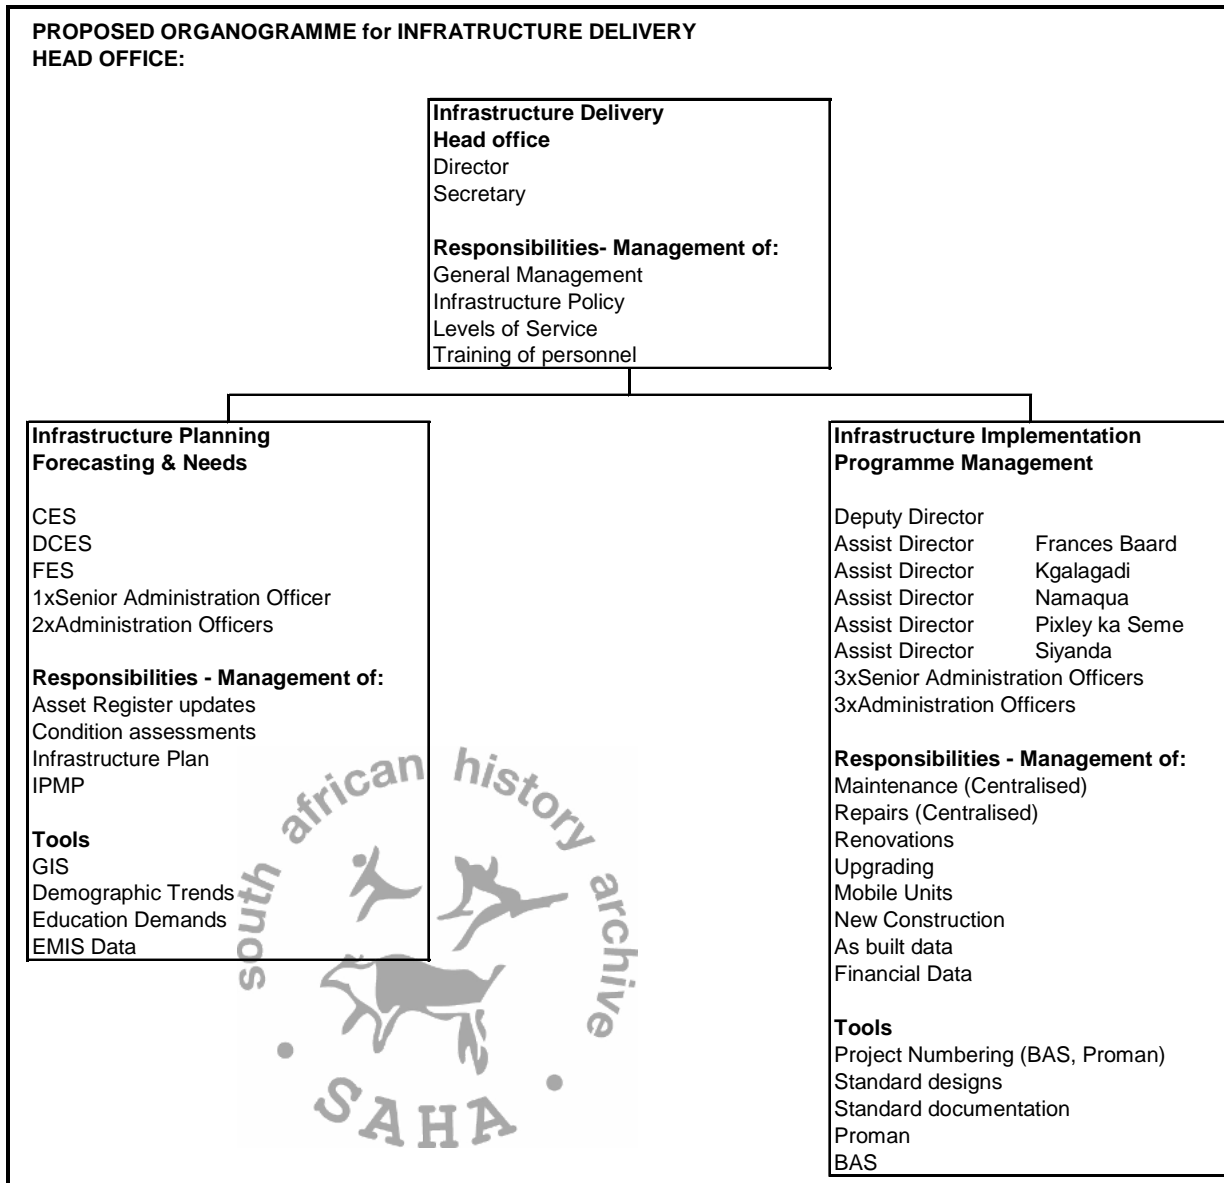 PROPOSED ORGANOGRAMME for INFRATRUCTURE DELIVERY
HEAD OFFICE:
Infrastructure Delivery
Head office
Director
Secretary
Responsibilities- Management of:
General Management
Infrastructure Policy
Levels of Service
Training of personnel
Infrastructure Planning
Forecasting & Needs
CES
DCES
FES
1xSenior Administration Officer
2xAdministration Officers
Responsibilities - Management of:
Asset Register updates
Condition assessments
Infrastructure Plan
IPMP
Tools
GIS
Demographic Trends
Education Demands
EMIS Data
Infrastructure Implementation
Programme Management
Deputy Director
Assist Director Frances Baard
Assist Director Kgalagadi
Assist Director Namaqua
Assist Director Pixley ka Seme
Assist Director Siyanda
3xSenior Administration Officers
3xAdministration Officers
Responsibilities - Management of:
Maintenance (Centralised)
Repairs (Centralised)
Renovations
Upgrading
Mobile Units
New Construction
As built data
Financial Data
Tools
Project Numbering (BAS, Proman)
Standard designs
Standard documentation
Proman
BAS
south african history archive
• SAHA •